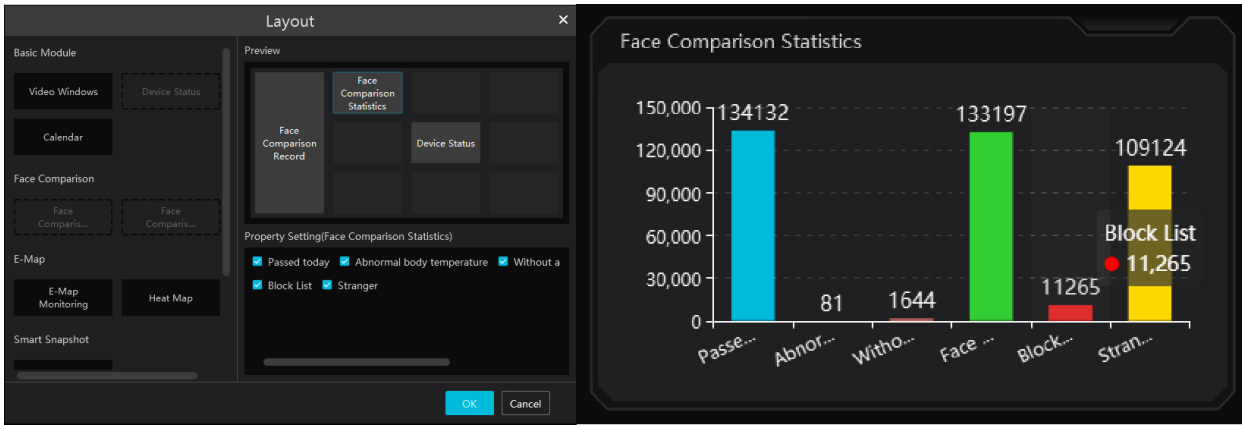 Layout
×
Basic Module
Video Windows
Device Status
Calendar
Face Comparison
Face
Comparis...
Face
Comparis...
E-Map
E-Map
Monitoring
Heat Map
Smart Snapshot
Preview
Face
Comparison
Record
Face
Comparison
Statistics
Device Status
Property Setting(Face Comparison Statistics)
Passed today
Abnormal body temperature
Without a
Block List
Stranger
OK
Cancel
Face Comparison Statistics
150,000
120,000
90,000
60,000
30,000
0
134132
81
1644
133197
11265
109124
Block List
11,265
Passe...
Abnor...
Witho...
Face ...
Block...
Stran...